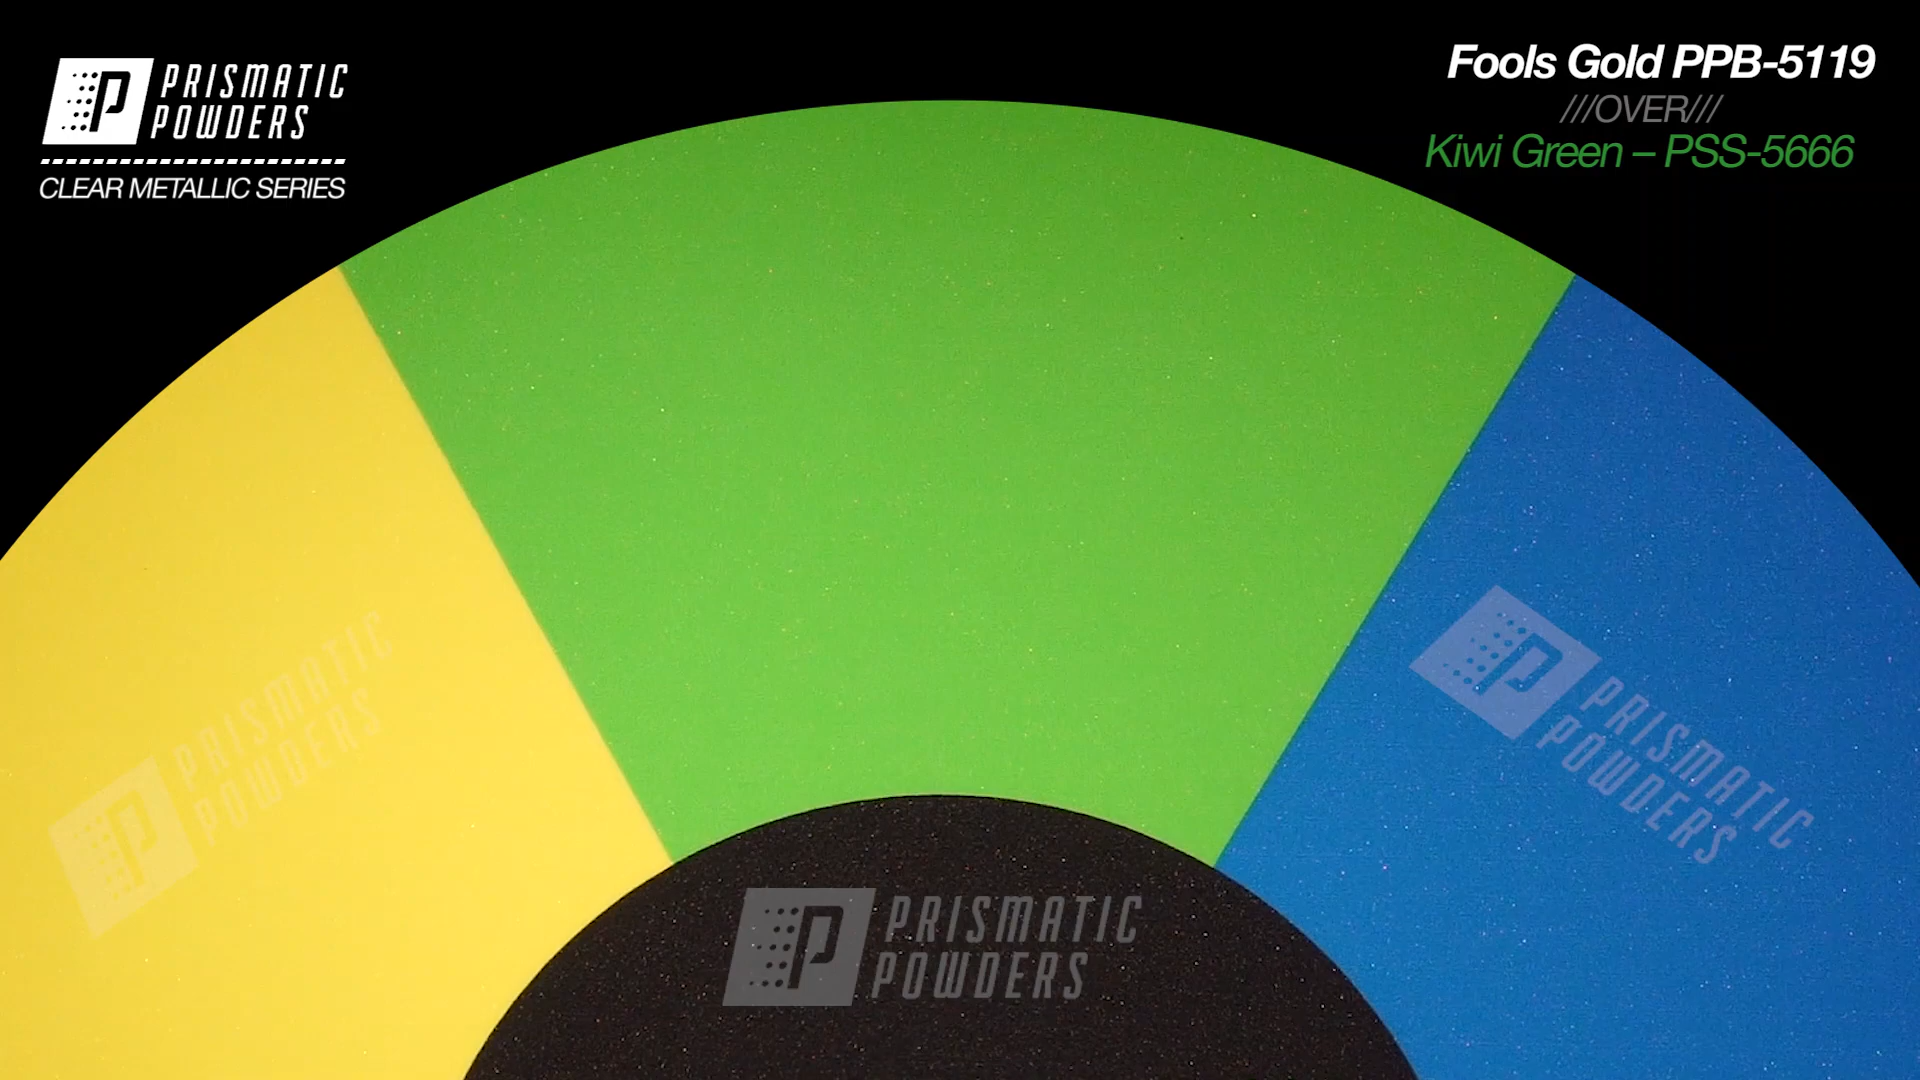 PRISMATIC
POWDERS
CLEAR METALLIC SERIES
Fools Gold PPB-5119
///OVER///
Kiwi Green – PSS-5666
PRISMATIC
POWDERS
PRISMATIC
POWDERS
PRISMATIC
POWDERS